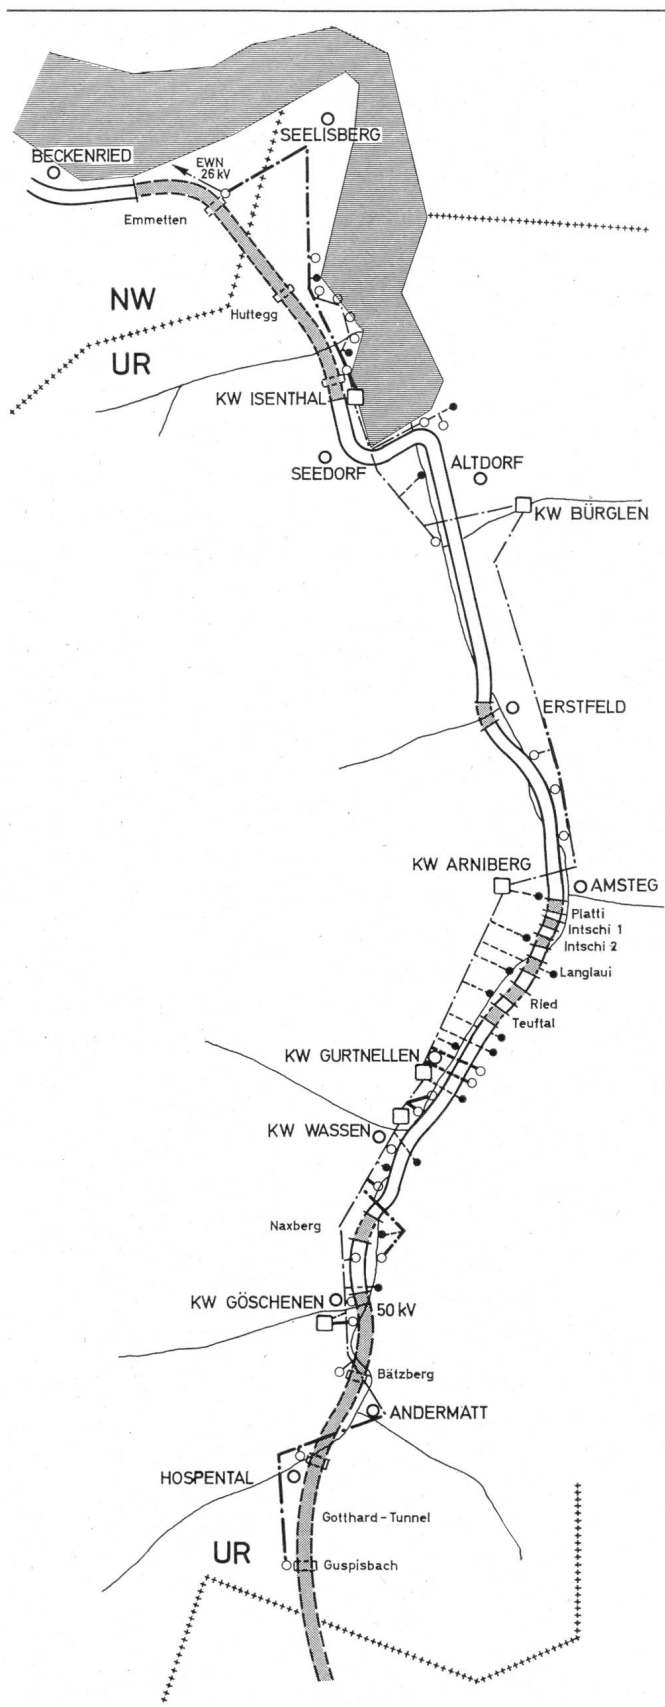 SEELISBERG
BECKENRIED
EWN
26 kV
Emmetten
NW
Huttegg
UR
KW ISENTHAL
SEEDORF
ALTDORF
KW BÜRGLEN
ERSTFELD
KW ARNIBERG
AMSTEG
Platti
Intschi 1
Intschi 2
Langlaui
Ried
Teuftal
KW GURTNELLEN
KW WASSEN
Naxberg
KW GÖSCHENEN
50 kV
Bätzberg
ANDERMATT
HOSPENTAL
Gotthard-Tunnel
UR
Guspisbach